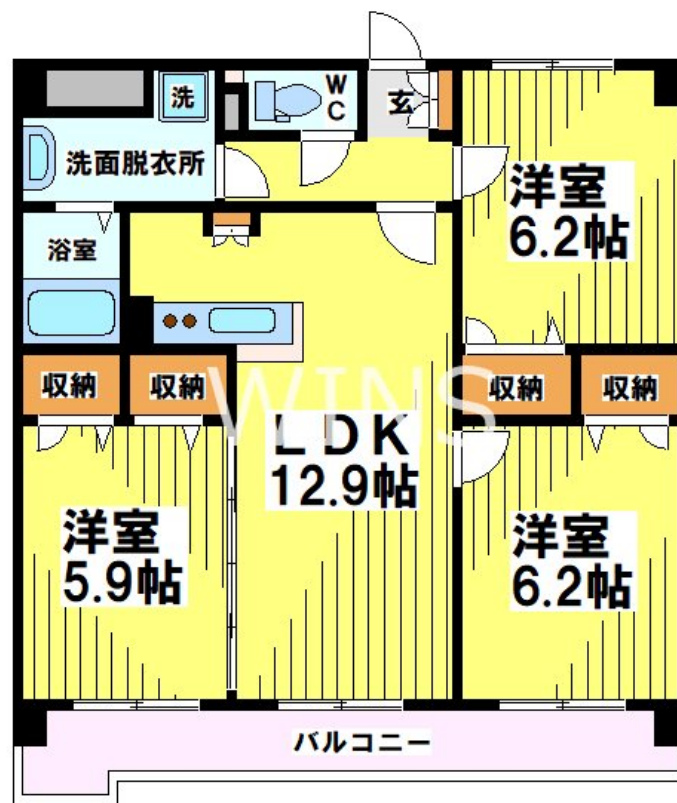 洗
W
C
玄
洗面脱衣所
洋室
6.2帖
浴室
収納
収納
収納
収納
WINS
LDK
12.9帖
洋室
5.9帖
洋室
6.2帖
バルコニー